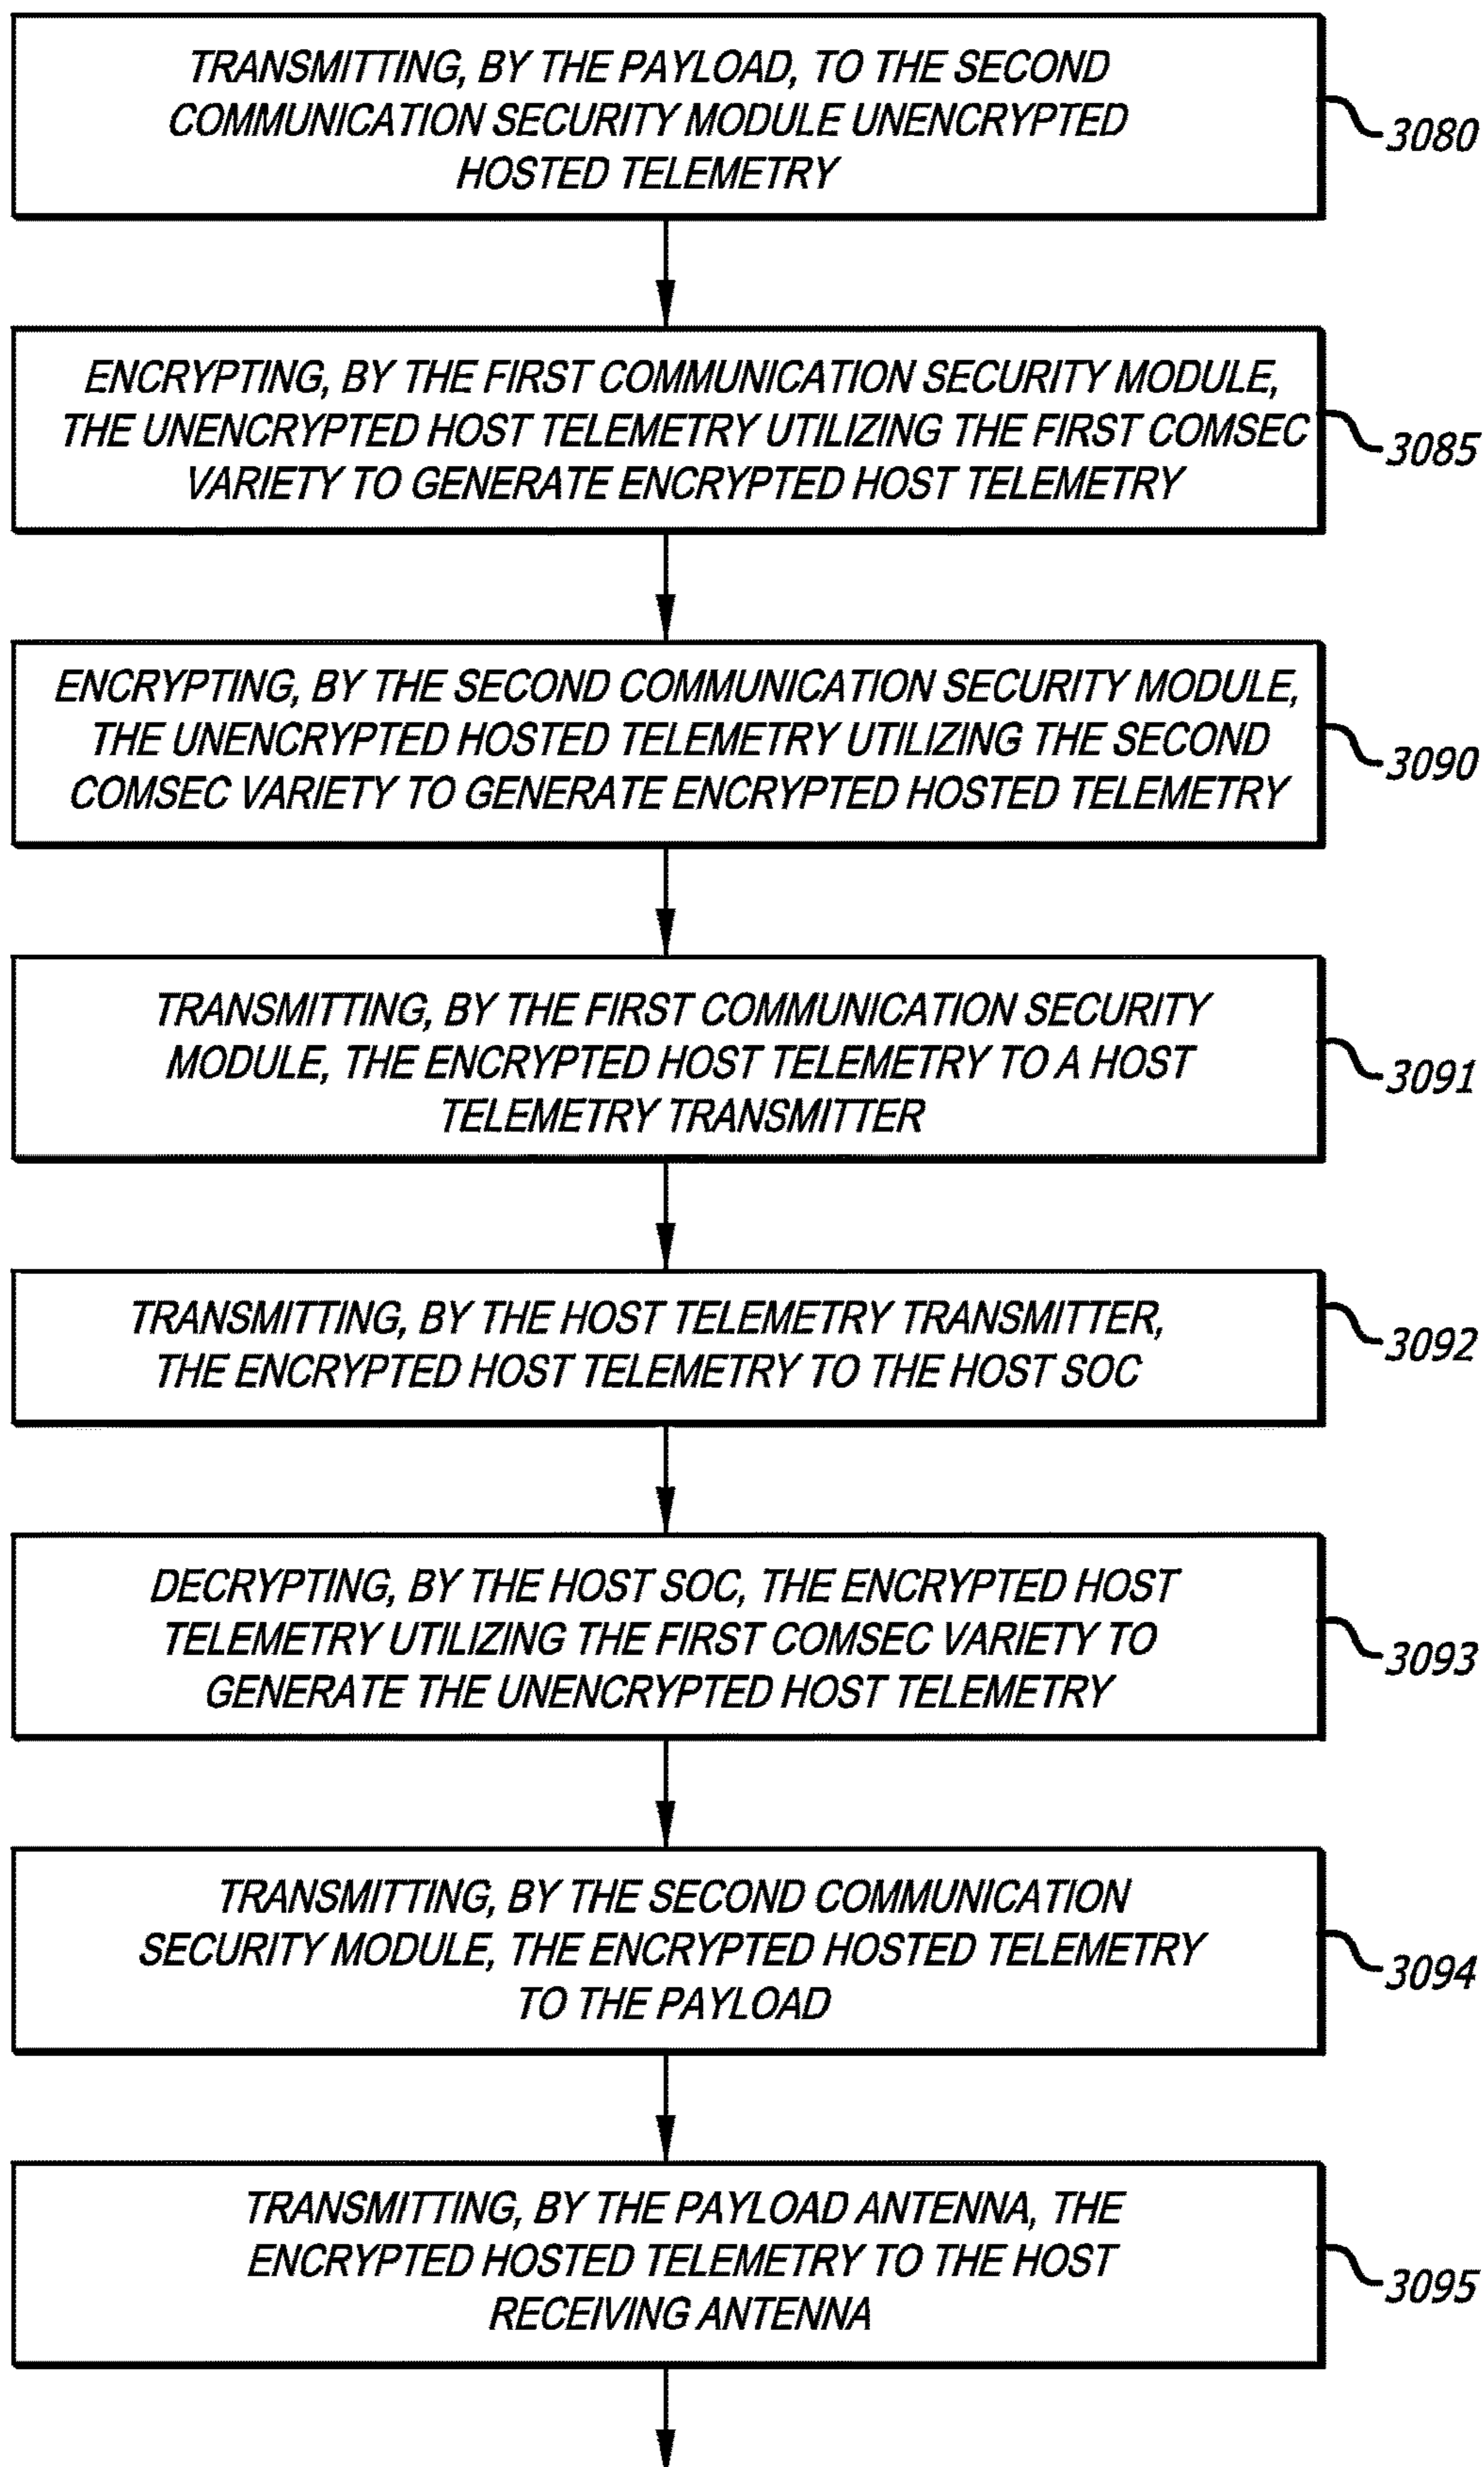 TRANSMITTING, BY THE PAYLOAD, TO THE SECOND
COMMUNICATION SECURITY MODULE UNENCRYPTED
HOSTED TELEMETRY
3080
ENCRYPTING, BY THE FIRST COMMUNICATION SECURITY MODULE,
THE UNENCRYPTED HOST TELEMETRY UTILIZING THE FIRST COMSEC
VARIETY TO GENERATE ENCRYPTED HOST TELEMETRY
3085
ENCRYPTING, BY THE SECOND COMMUNICATION SECURITY MODULE,
THE UNENCRYPTED HOSTED TELEMETRY UTILIZING THE SECOND
COMSEC VARIETY TO GENERATE ENCRYPTED HOSTED TELEMETRY
3090
TRANSMITTING, BY THE FIRST COMMUNICATION SECURITY
MODULE, THE ENCRYPTED HOST TELEMETRY TO A HOST
TELEMETRY TRANSMITTER
3091
TRANSMITTING, BY THE HOST TELEMETRY TRANSMITTER,
THE ENCRYPTED HOST TELEMETRY TO THE HOST SOC
3092
DECRYPTING, BY THE HOST SOC, THE ENCRYPTED HOST
TELEMETRY UTILIZING THE FIRST COMSEC VARIETY TO
GENERATE THE UNENCRYPTED HOST TELEMETRY
3093
TRANSMITTING, BY THE SECOND COMMUNICATION
SECURITY MODULE, THE ENCRYPTED HOSTED TELEMETRY
TO THE PAYLOAD
3094
TRANSMITTING, BY THE PAYLOAD ANTENNA, THE
ENCRYPTED HOSTED TELEMETRY TO THE HOST
RECEIVING ANTENNA
3095